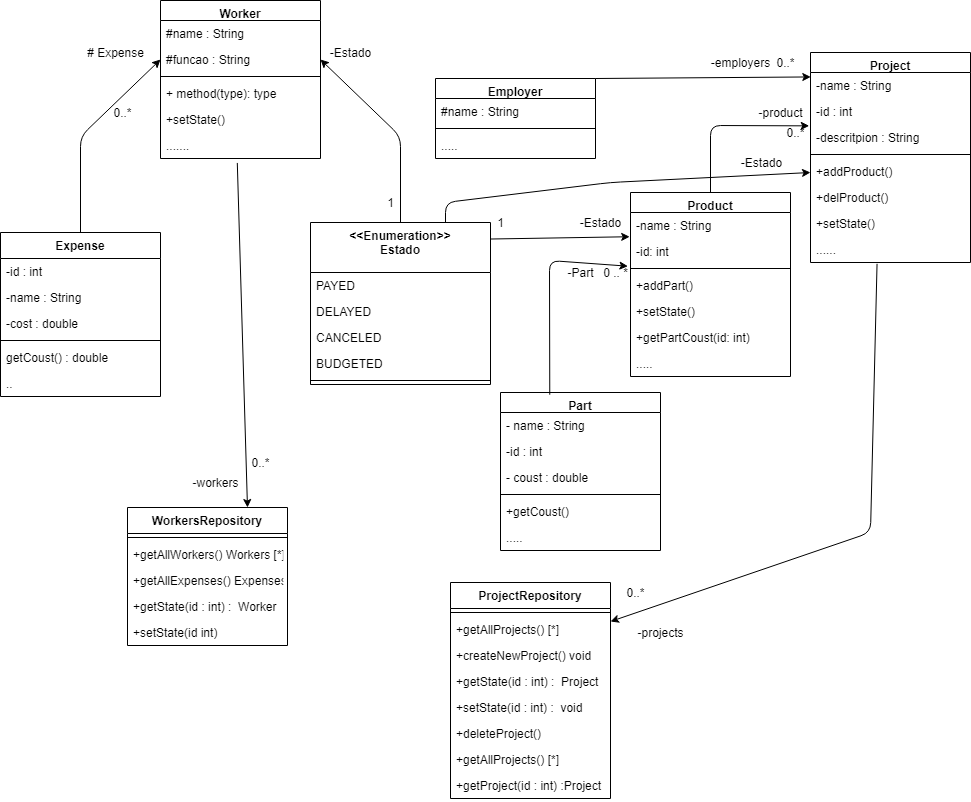 Worker
#name : String
#funcao : String
+ method(type): type
+setState()
.......
# Expense
0..*
-Estado
1
Employer
#name : String
.....
-employers 0..*
Project
-name : String
-id : int
-descritpion : String
+addProduct()
+delProduct()
+setState()
......
-product
0..*
-Estado
Product
-name : String
-id: int
+addPart()
+setState()
+getPartCoust(id: int)
.....
1
-Estado
-Part 0 .. *
<<Enumeration>>
Estado
PAYED
DELAYED
CANCELED
BUDGETED
Expense
-id : int
-name : String
-cost : double
getCoust() : double
..
Part
- name : String
-id : int
- coust : double
+getCoust()
.....
0..*
-workers
WorkersRepository
+getAllWorkers() Workers [*]
+getAllExpenses() Expenses
+getState(id : int) : Worker
+setState(id int)
0..*
-projects
ProjectRepository
+getAllProjects() [*]
+createNewProject() void
+getState(id : int) : Project
+setState(id : int) : void
+deleteProject()
+getAllProjects() [*]
+getProject(id : int) :Project